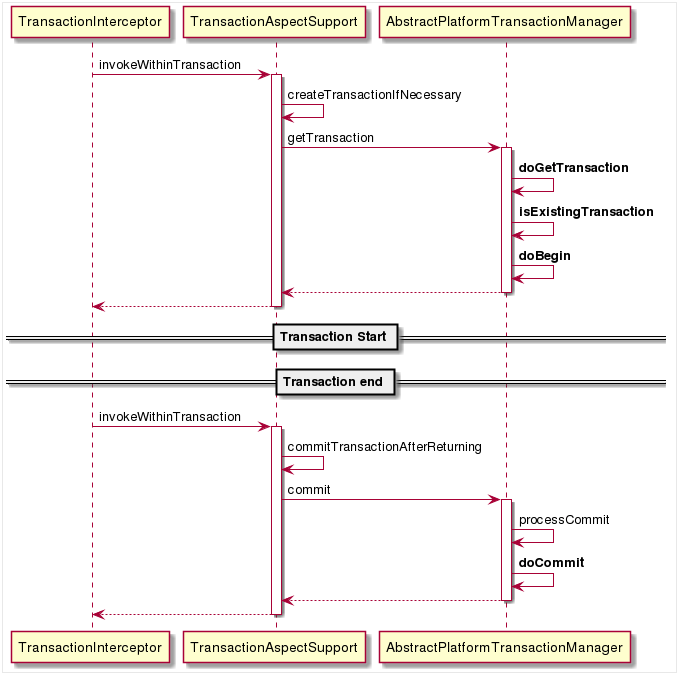 TransactionInterceptor
TransactionAspectSupport
AbstractPlatformTransactionManager
invokeWithinTransaction
createTransactionIfNecessary
getTransaction
doGetTransaction
isExistingTransaction
doBegin
Transaction Start
Transaction end
invokeWithinTransaction
commitTransactionAfterReturning
commit
processCommit
doCommit
TransactionInterceptor
TransactionAspectSupport
AbstractPlatformTransactionManager